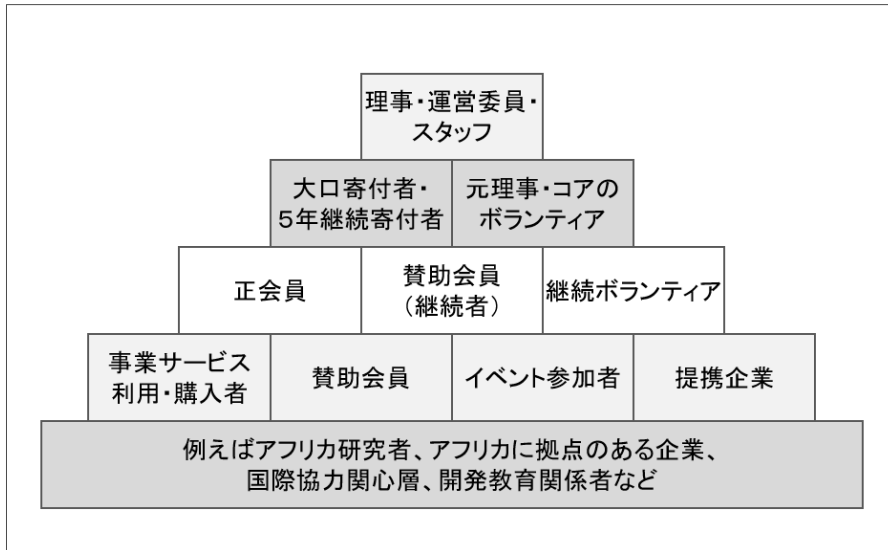 理事・運営委員・
スタッフ
大口寄付者・
５年継続寄付者
元理事・コアの
ボランティア
正会員
賛助会員
（継続者）
継続ボランティア
事業サービス
利用・購入者
賛助会員
イベント参加者
提携企業
例えばアフリカ研究者、アフリカに拠点のある企業、
国際協力関心層、開発教育関係者など